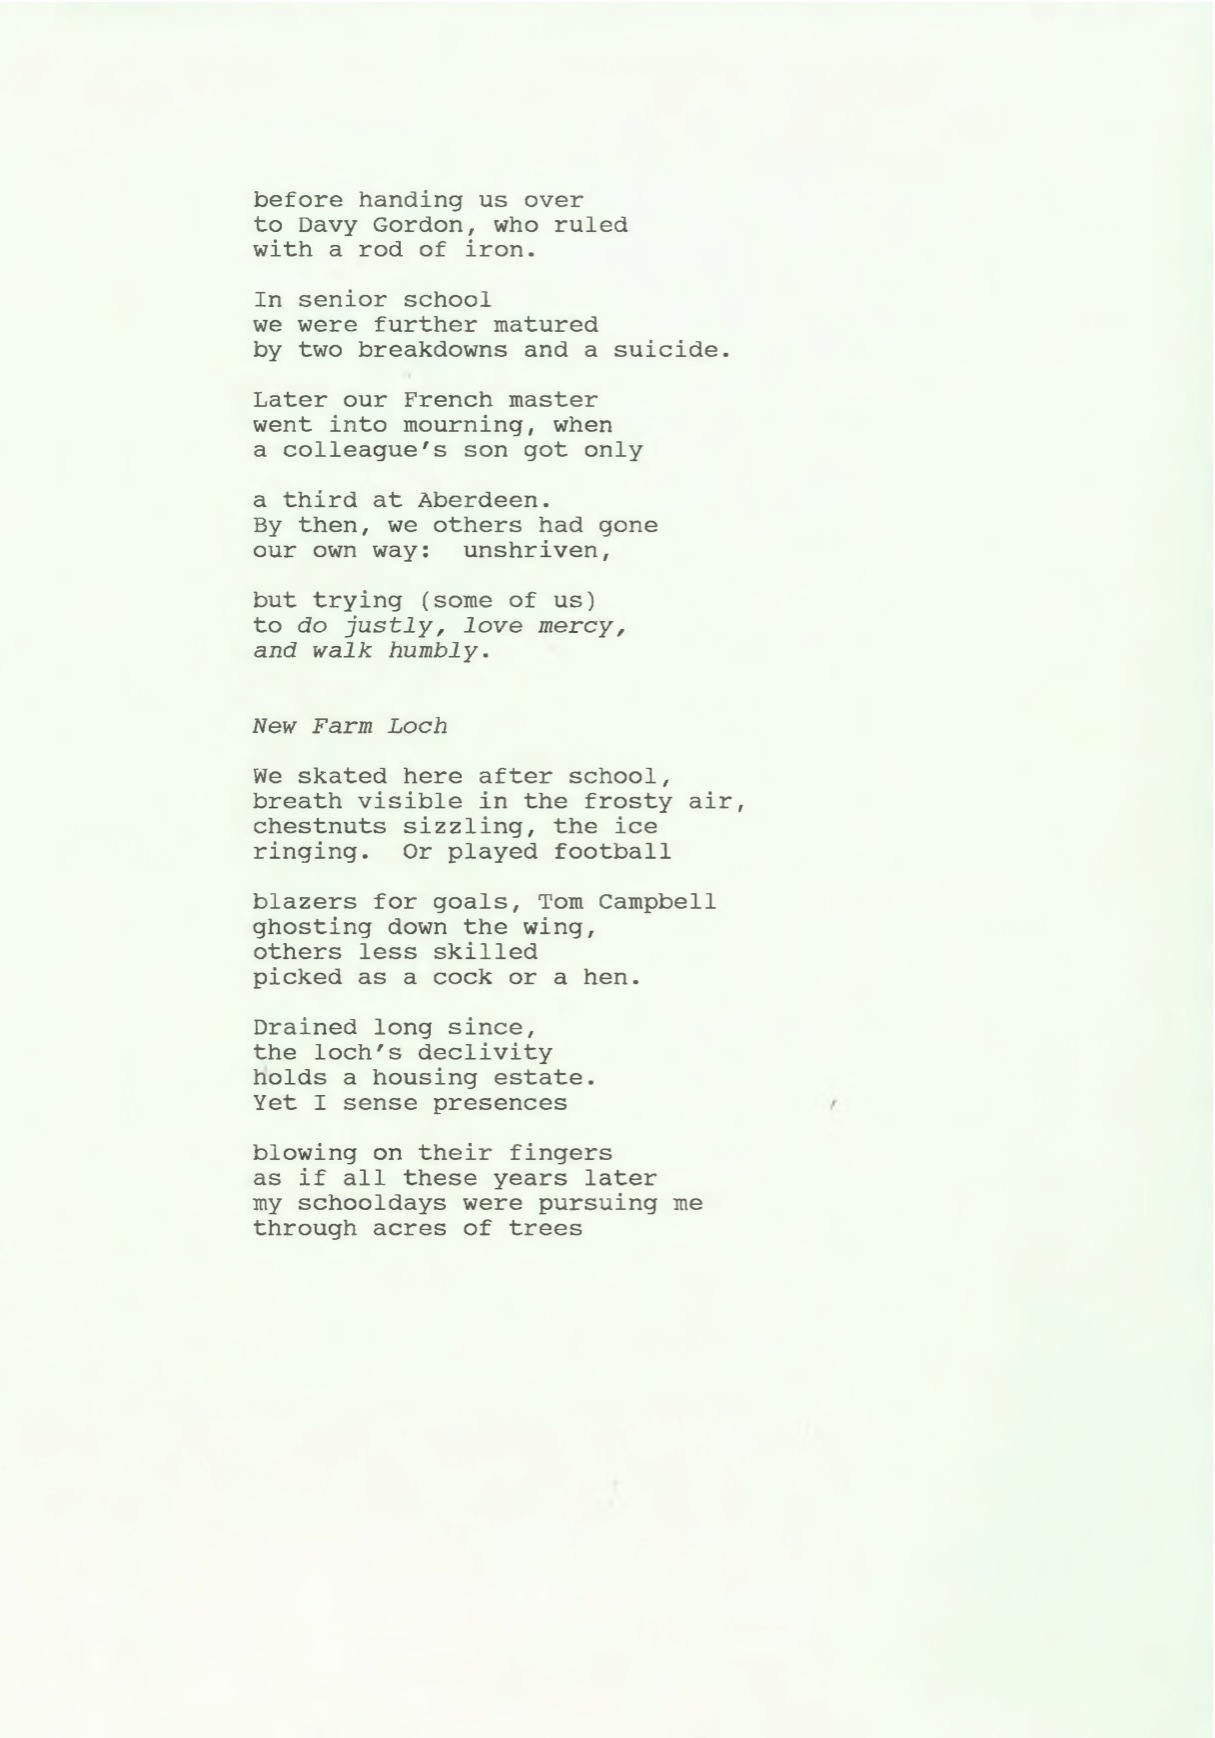 before handing us over
to Davy Gordon, who ruled
with a rod of iron.

In senior school
we were further matured
by two breakdowns and a suicide.

Later our French master
went into mourning, when
a colleague's son got only

a third at Aberdeen.
By then, we others had gone
our own way:  unshriven,

but trying (some of us)
to do justly, love mercy,
and walk humbly.

New Farm Loch

We skated here after school,
breath visible in the frosty air,
chestnuts sizzling, the ice
ringing.  Or played football

blazers for goals, Tom Campbell
ghosting down the wing,
others less skilled
picked as a cock or a hen.

Drained long since,
the loch's declivity
holds a housing estate.
Yet I sense presences

blowing on their fingers
as if all these years later
my schooldays were pursuing me
through acres of trees